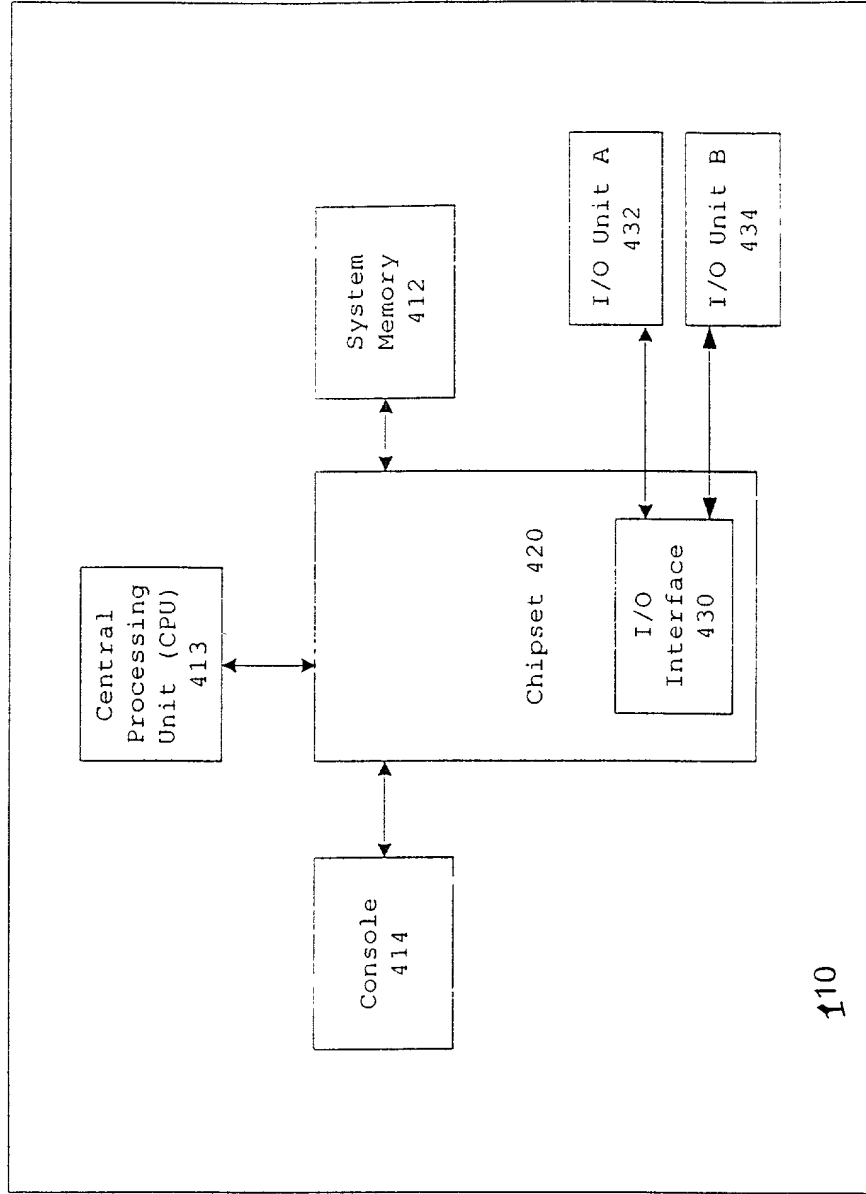 Central
Processing
Unit (CPU)
413
Console
414
System
Memory
412
Chipset 420
I/O
Interface
430
I/O Unit A
432
I/O Unit B
434
110